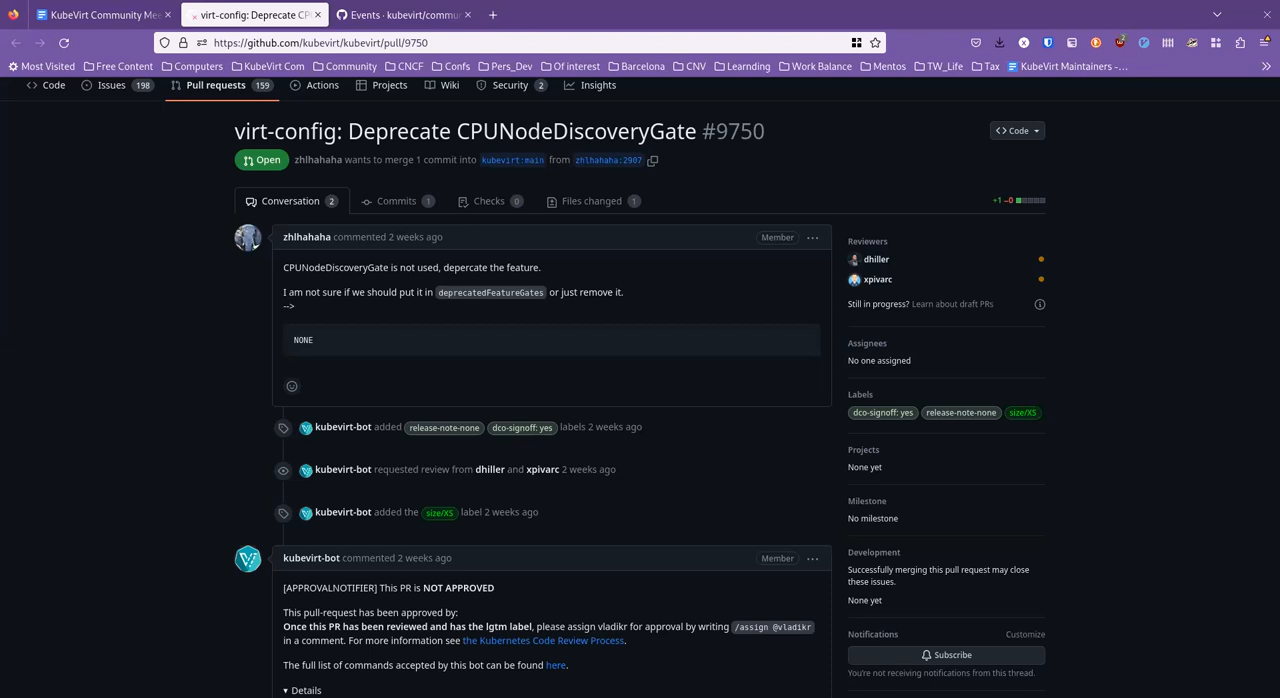 KubeVirt Community Mee
virt-config: Deprecate CP
Events · kubevirt/commu
https://github.com/kubevirt/kubevirt/pull/9750
Most Visited Free Content Computers KubeVirt Com Community CNCF Confs Pers_Dev Of interest Barcelona CNV Learnding Work Balance Mentos TW_Life Tax KubeVirt Maintainers -...
Code Issues 198 Pull requests 159 Actions Projects Wiki Security 2 Insights
virt-config: Deprecate CPUNodeDiscoveryGate #9750
Code
Open zhlhahaha wants to merge 1 commit into kubevirt:main from zhlhahaha:2907
Conversation 2 Commits 1 Checks 0 Files changed 1
+1 −0
zhlhahaha commented 2 weeks ago
Member
CPUNodeDiscoveryGate is not used, depercate the feature.
I am not sure if we should put it in deprecatedFeatureGates or just remove it.
-->
NONE
kubevirt-bot added release-note-none dco-signoff: yes labels 2 weeks ago
kubevirt-bot requested review from dhiller and xpivarc 2 weeks ago
kubevirt-bot added the size/XS label 2 weeks ago
kubevirt-bot commented 2 weeks ago
Member
[APPROVALNOTIFIER] This PR is NOT APPROVED
This pull-request has been approved by:
Once this PR has been reviewed and has the lgtm label, please assign vladikr for approval by writing /assign @vladikr
in a comment. For more information see the Kubernetes Code Review Process.
The full list of commands accepted by this bot can be found here.
Details
Reviewers
dhiller
xpivarc
Still in progress? Learn about draft PRs
Assignees
No one assigned
Labels
dco-signoff: yes release-note-none size/XS
Projects
None yet
Milestone
No milestone
Development
Successfully merging this pull request may close
these issues.
None yet
Notifications Customize
Subscribe
You're not receiving notifications from this thread.